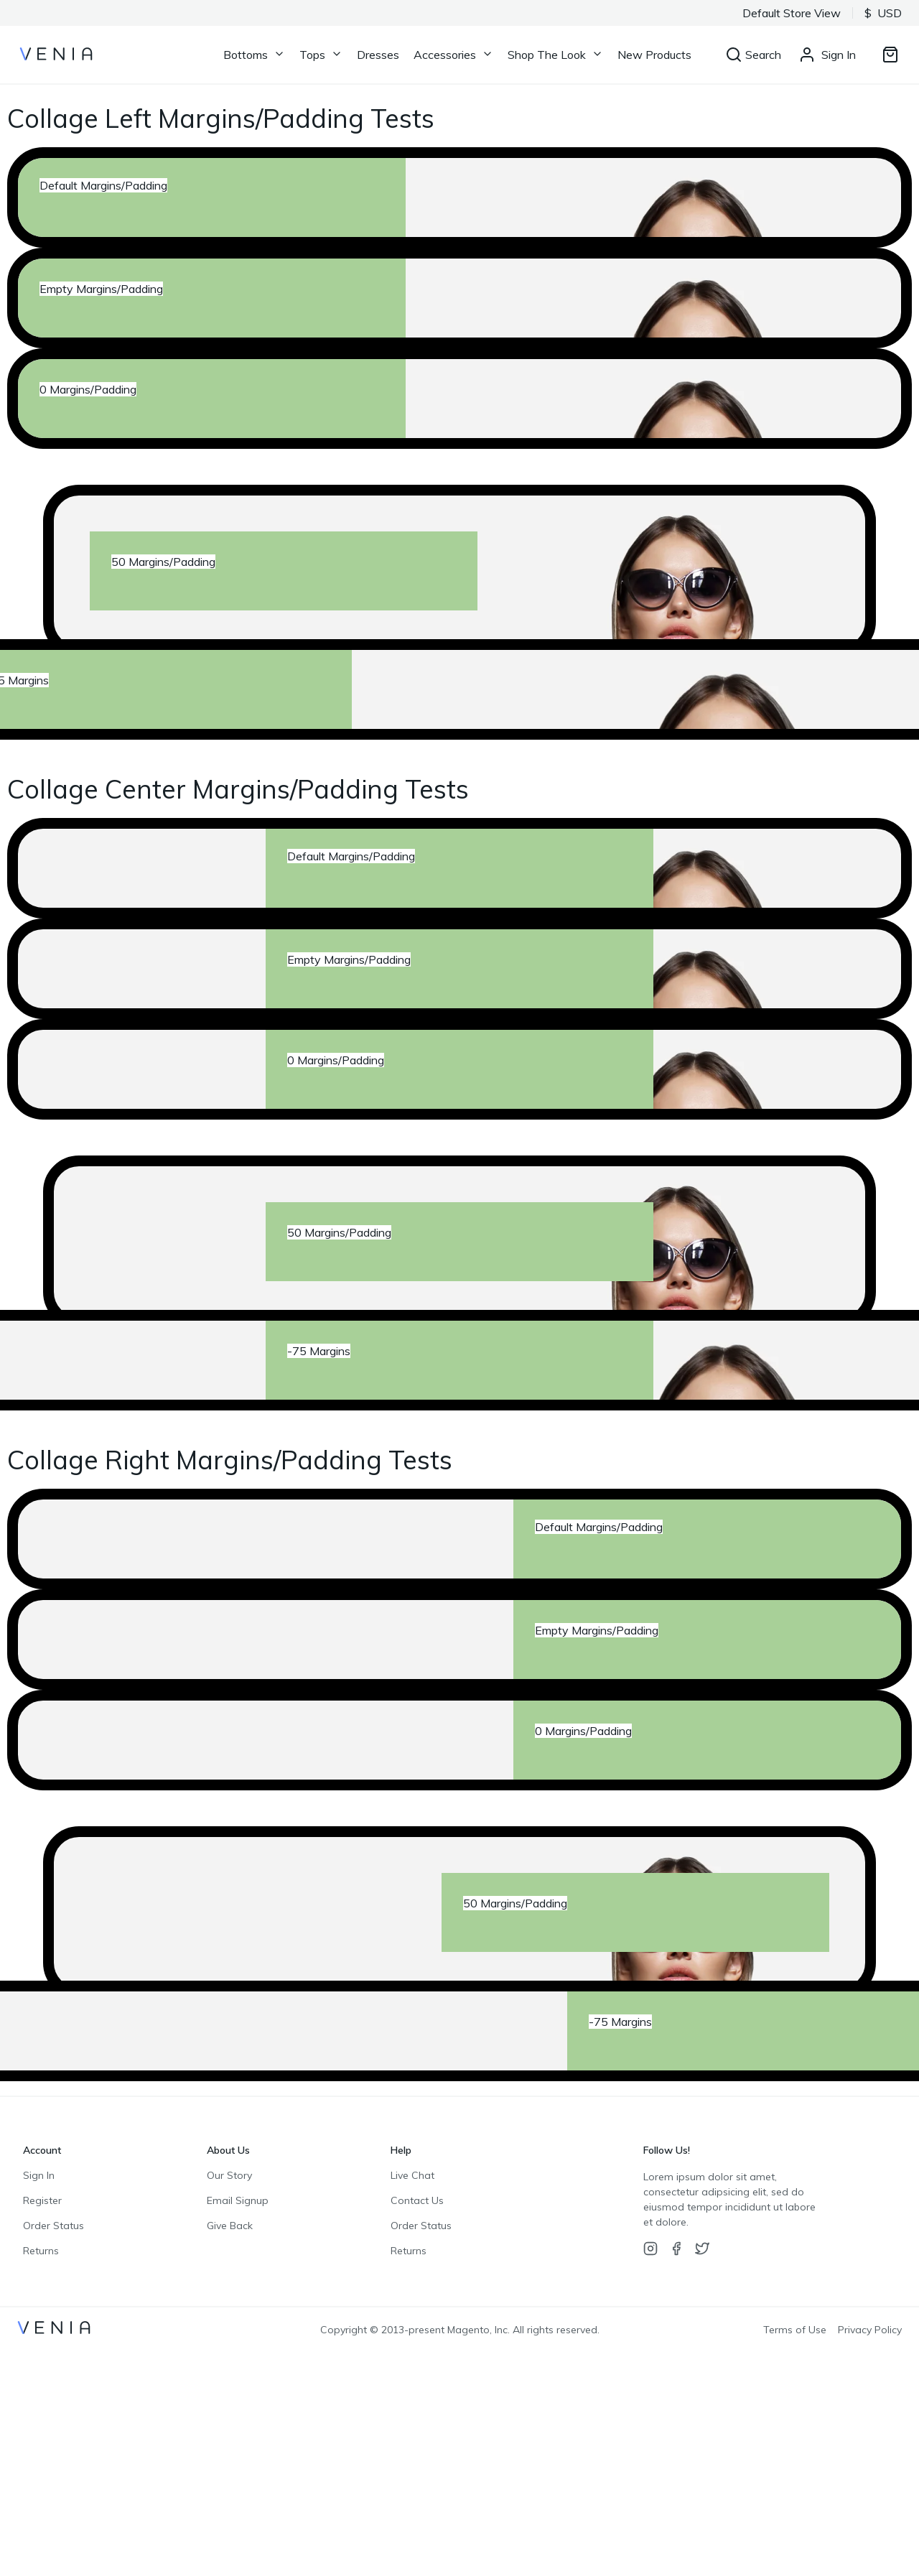 Default Store View $ USD
VENIA Bottoms Tops Dresses Accessories Shop The Look New Products Search Sign In
Collage Left Margins/Padding Tests
Default Margins/Padding
Empty Margins/Padding
0 Margins/Padding
50 Margins/Padding
5 Margins
Collage Center Margins/Padding Tests
Default Margins/Padding
Empty Margins/Padding
0 Margins/Padding
50 Margins/Padding
-75 Margins
Collage Right Margins/Padding Tests
Default Margins/Padding
Empty Margins/Padding
0 Margins/Padding
50 Margins/Padding
-75 Margins
Account
Sign In
Register
Order Status
Returns
About Us
Our Story
Email Signup
Give Back
Help
Live Chat
Contact Us
Order Status
Returns
Follow Us!
Lorem ipsum dolor sit amet,
consectetur adipsicing elit, sed do
eiusmod tempor incididunt ut labore
et dolore.
VENIA Copyright © 2013-present Magento, Inc. All rights reserved. Terms of Use Privacy Policy